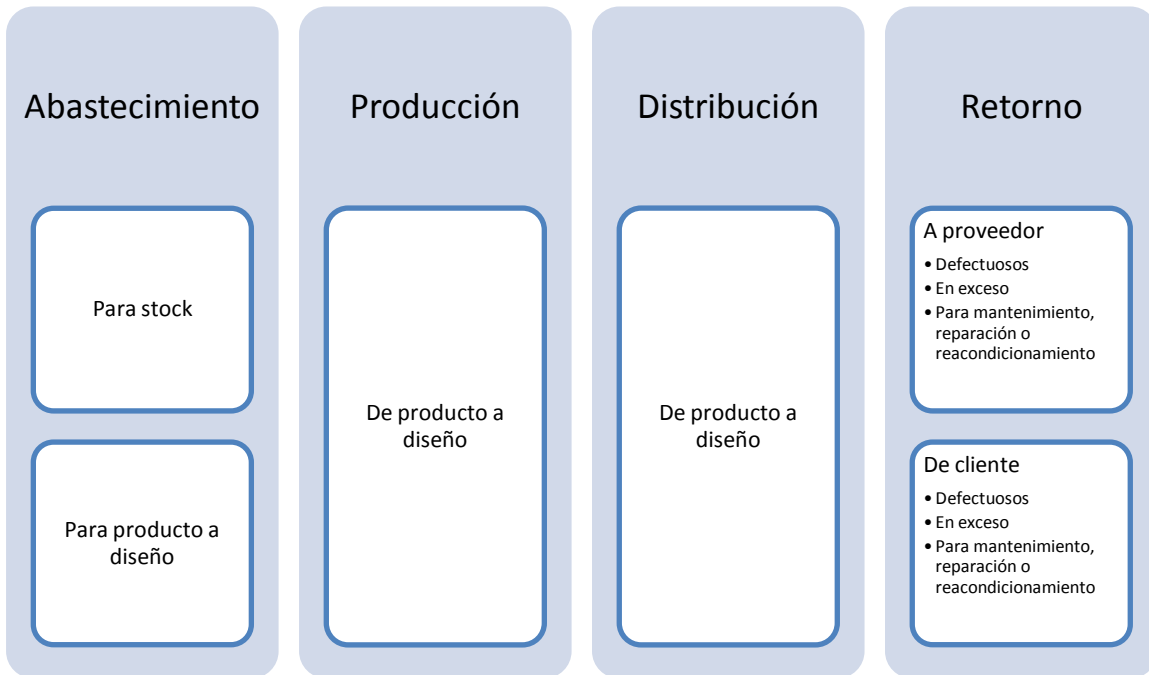 Abastecimiento
Para stock
Para producto a
diseño
Producción
De producto a
diseño
Distribución
De producto a
diseño
Retorno
A proveedor
• Defectuosos
• En exceso
• Para mantenimiento,
reparación o
reacondicionamiento
De cliente
• Defectuosos
• En exceso
• Para mantenimiento,
reparación o
reacondicionamiento